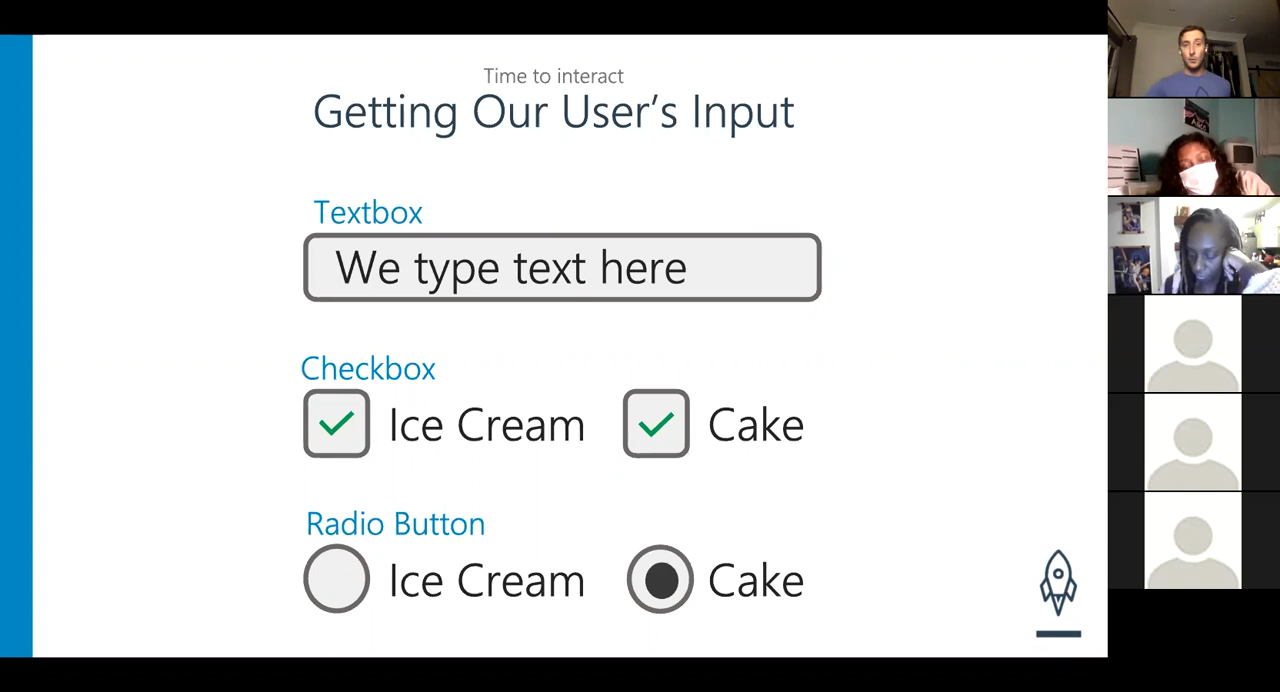 Time to interact
Getting Our User's Input
Textbox
We type text here
Checkbox
Ice Cream Cake
Radio Button
Ice Cream Cake